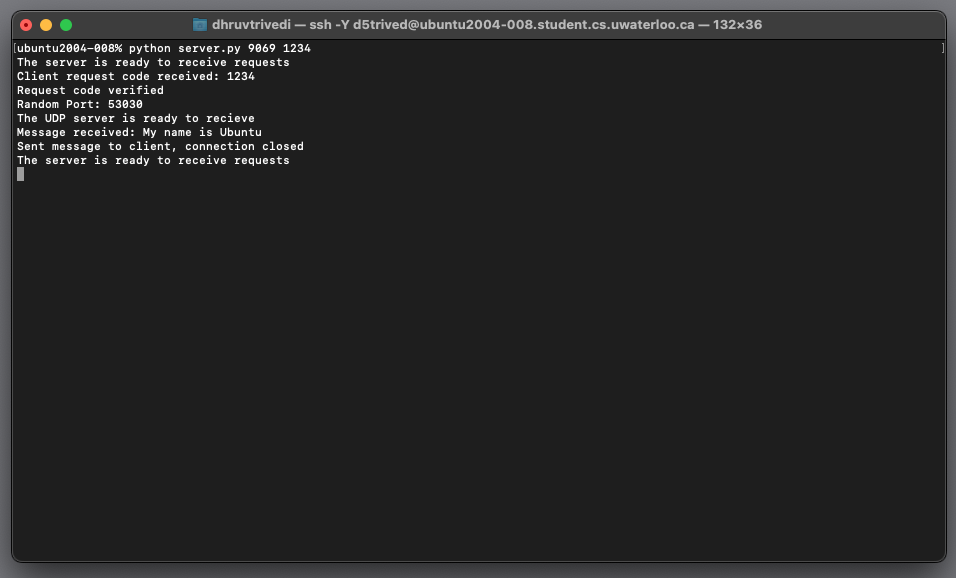 dhruvtrivedi — ssh -Y d5trived@ubuntu2004-008.student.cs.uwaterloo.ca — 132×36
[ubuntu2004-008% python server.py 9069 1234 ]
The server is ready to receive requests
Client request code received: 1234
Request code verified
Random Port: 53030
The UDP server is ready to recieve
Message received: My name is Ubuntu
Sent message to client, connection closed
The server is ready to receive requests